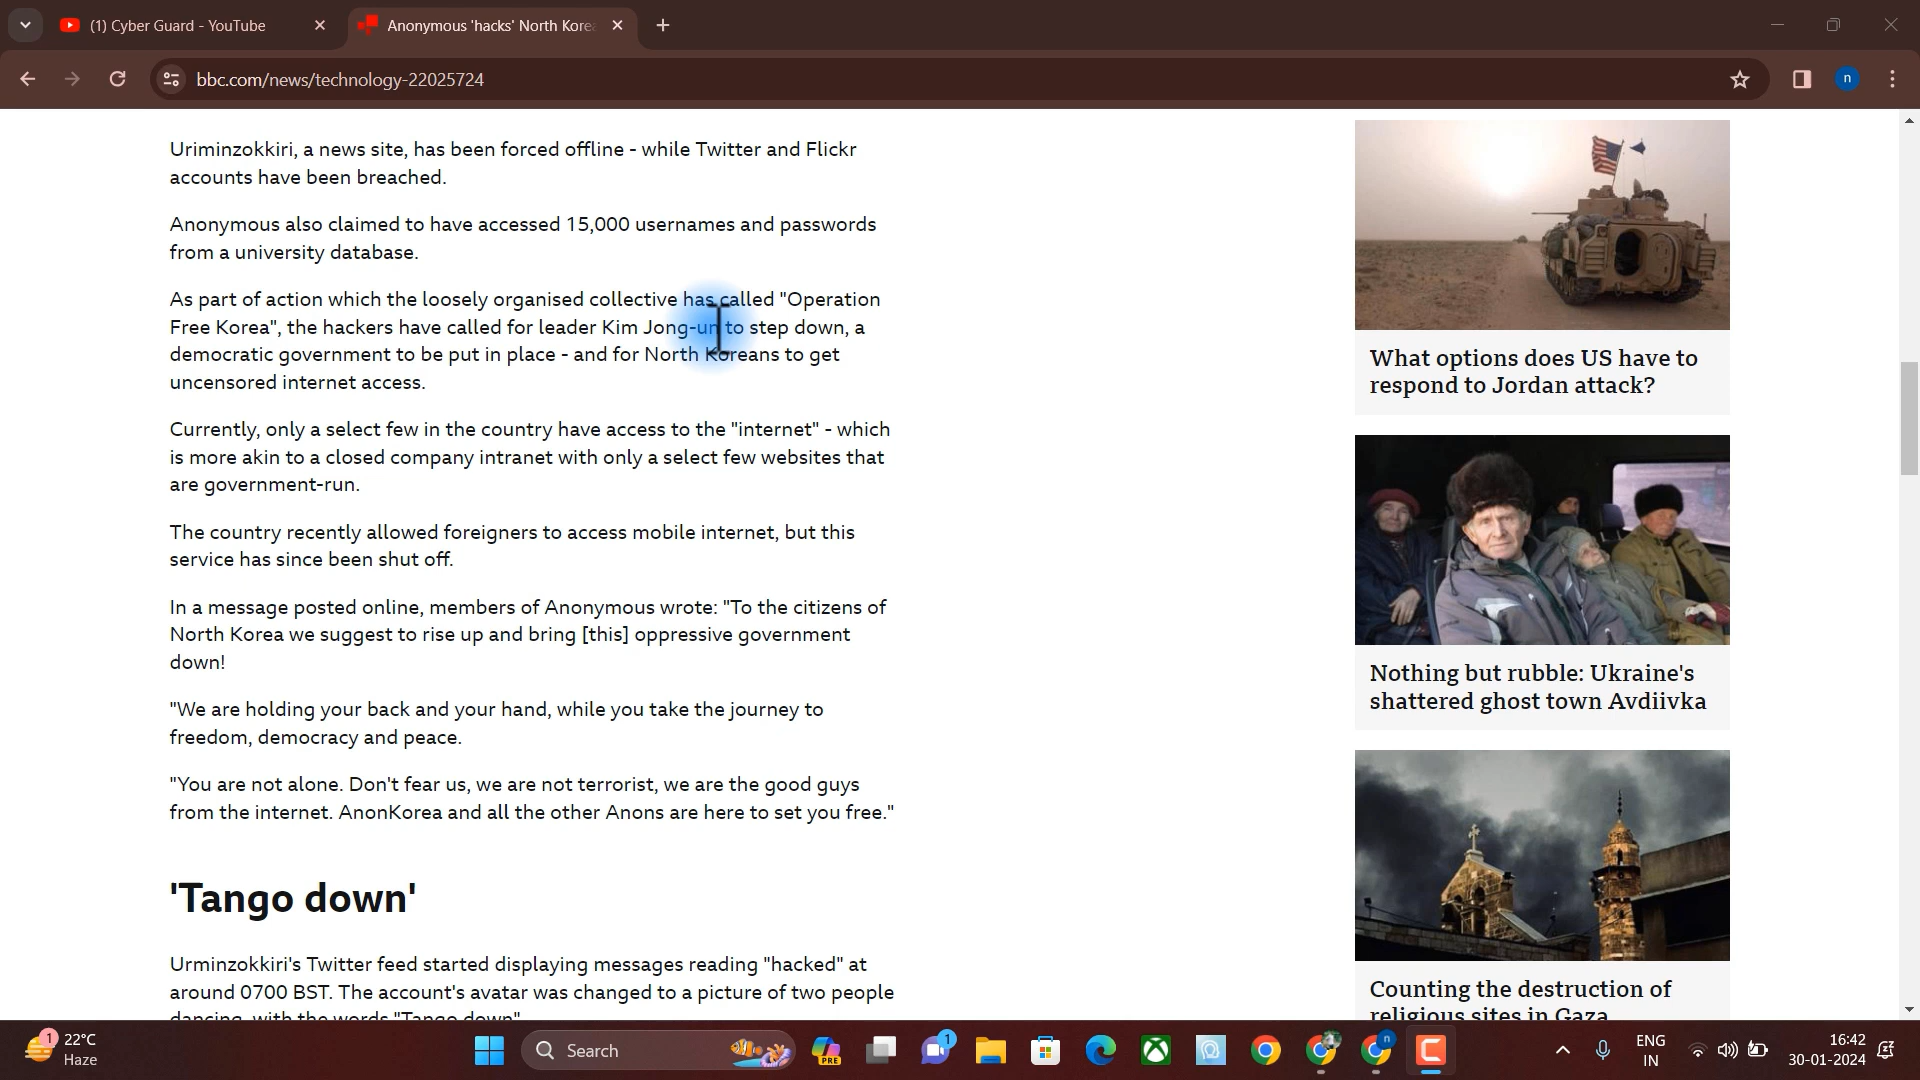 (1) Cyber Guard - YouTube
Anonymous 'hacks' North Kore
bbc.com/news/technology-22025724
n
Uriminzokkiri, a news site, has been forced offline - while Twitter and Flickr
accounts have been breached.
Anonymous also claimed to have accessed 15,000 usernames and passwords
from a university database.
As part of action which the loosely organised collective has called "Operation
Free Korea", the hackers have called for leader Kim Jong-un to step down, a
democratic government to be put in place - and for North Koreans to get
uncensored internet access.
Currently, only a select few in the country have access to the "internet" - which
is more akin to a closed company intranet with only a select few websites that
are government-run.
The country recently allowed foreigners to access mobile internet, but this
service has since been shut off.
In a message posted online, members of Anonymous wrote: "To the citizens of
North Korea we suggest to rise up and bring [this] oppressive government
down!
"We are holding your back and your hand, while you take the journey to
freedom, democracy and peace.
"You are not alone. Don't fear us, we are not terrorist, we are the good guys
from the internet. AnonKorea and all the other Anons are here to set you free."
'Tango down'
Urminzokkiri's Twitter feed started displaying messages reading "hacked" at
around 0700 BST. The account's avatar was changed to a picture of two people
dancing, with the words "Tango down".
What options does US have to
respond to Jordan attack?
Nothing but rubble: Ukraine's
shattered ghost town Avdiivka
Counting the destruction of
religious sites in Gaza
1
22°C
Haze
Search
PRE
1
n
ENG
IN
16:42
30-01-2024